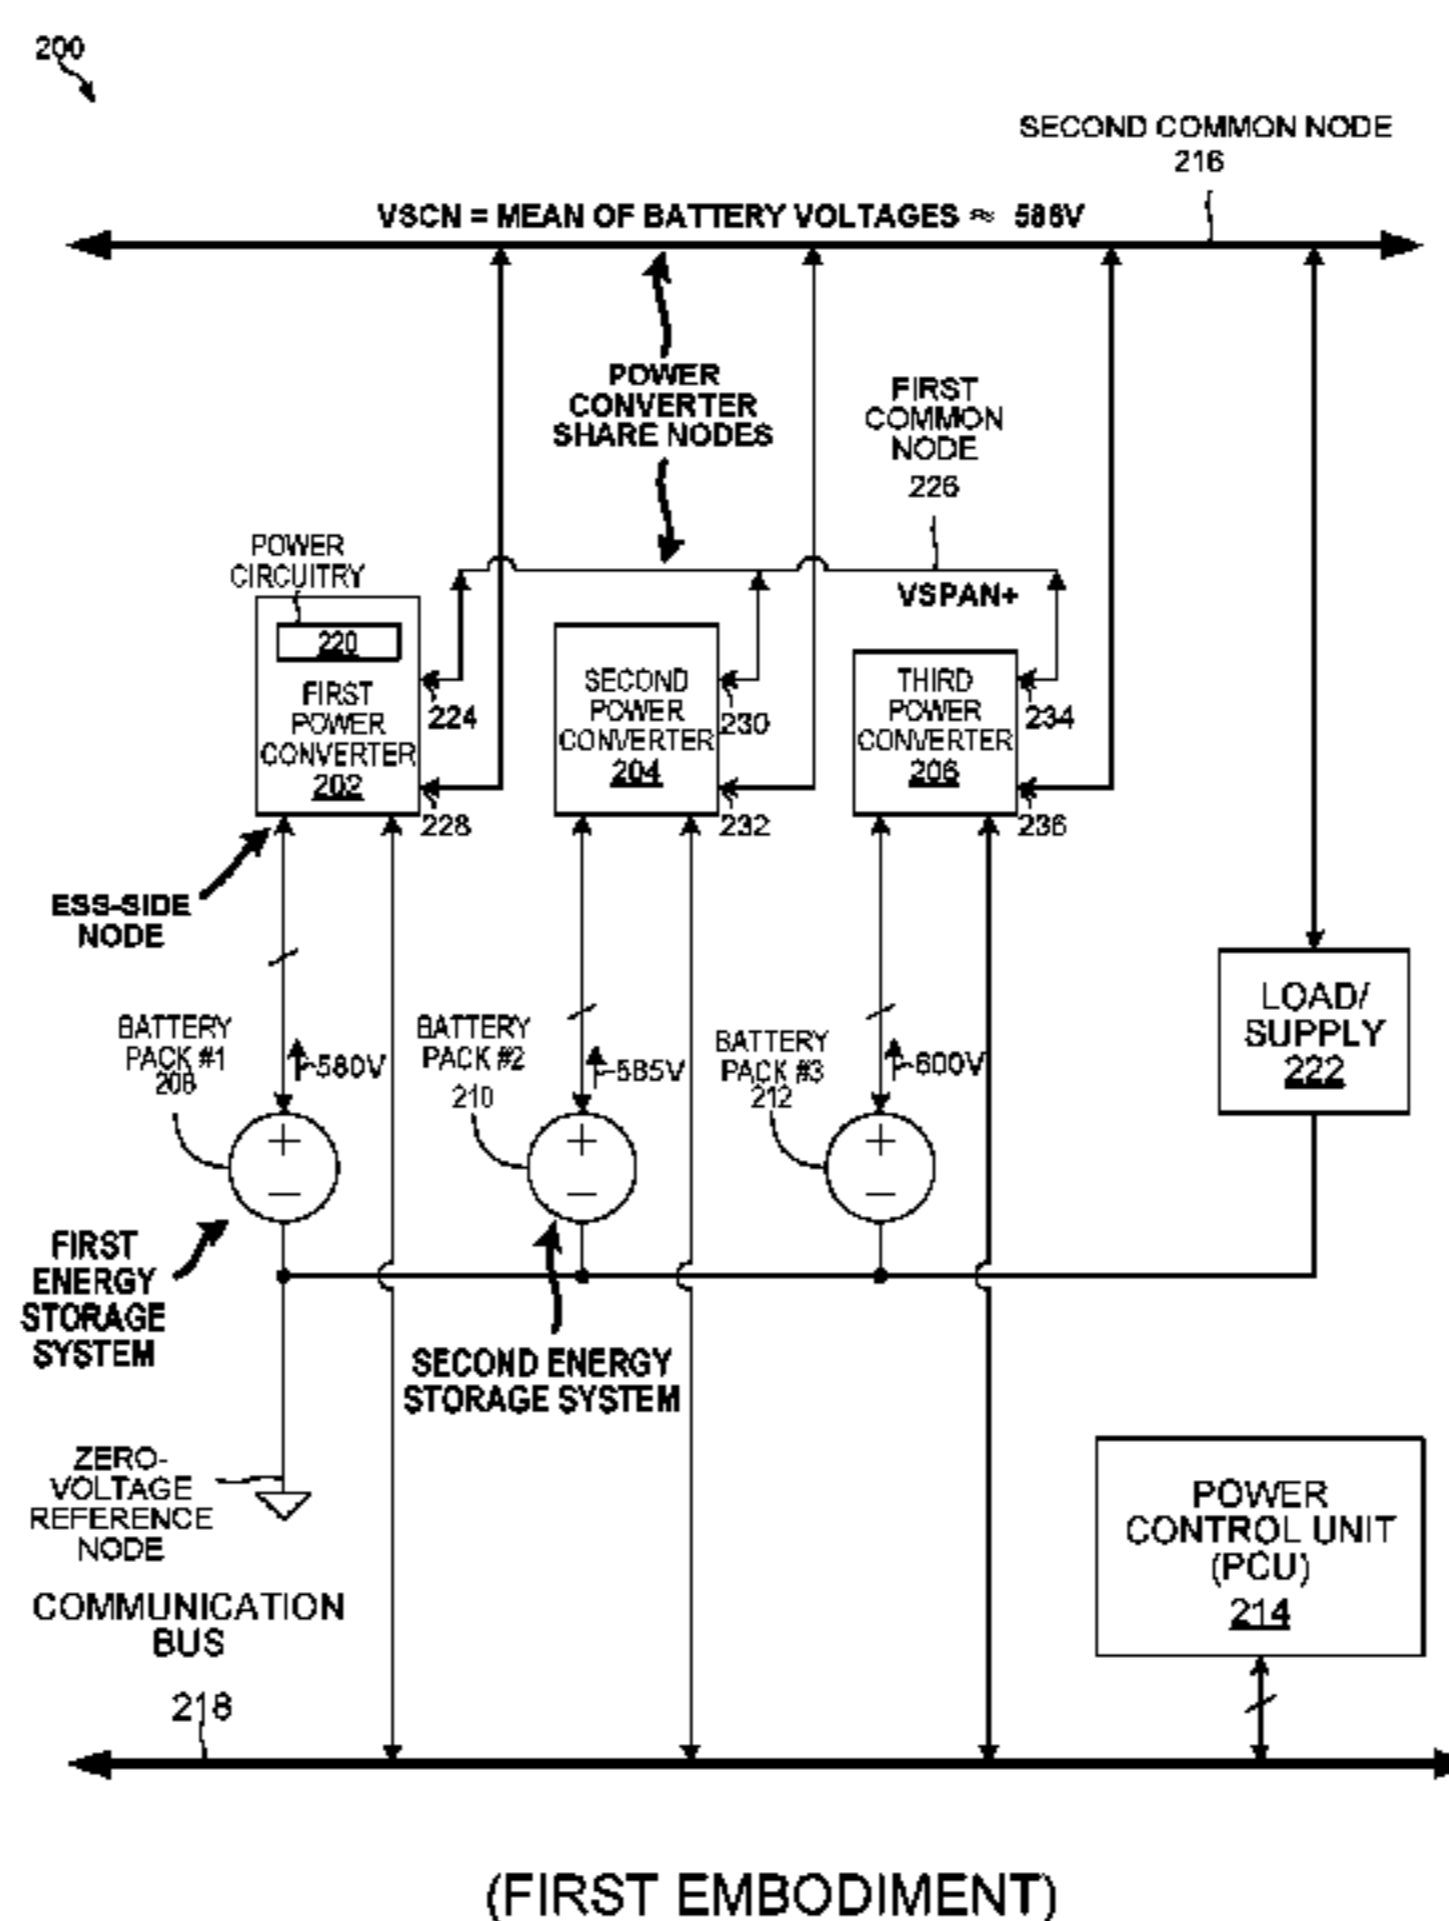 200
SECOND COMMON NODE
216
VSCN = MEAN OF BATTERY VOLTAGES ≈ 588V
POWER
CONVERTER
SHARE NODES
FIRST
COMMON
NODE
226
POWER
CIRCUITRY
VSPAN+
220
FIRST
POWER
CONVERTER
202
224
228
SECOND
POWER
CONVERTER
204
230
232
THIRD
POWER
CONVERTER
206
234
236
ESS-SIDE
NODE
BATTERY
PACK #1
208
~580V
BATTERY
PACK #2
210
~585V
BATTERY
PACK #3
212
~600V
LOAD/
SUPPLY
222
+
–
+
–
+
–
FIRST
ENERGY
STORAGE
SYSTEM
SECOND ENERGY
STORAGE SYSTEM
ZERO-
VOLTAGE
REFERENCE
NODE
POWER
CONTROL UNIT
(PCU)
214
COMMUNICATION
BUS
218
(FIRST EMBODIMENT)